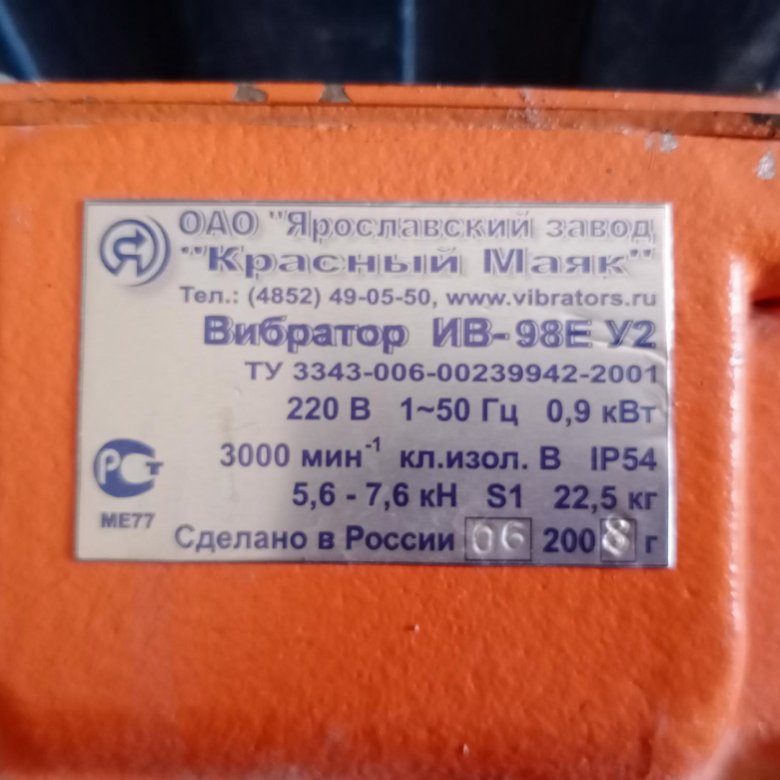 ОАО "Ярославский завод
"Красный Маяк"
Тел.: (4852) 49-05-50, www.vibrators.ru
Вибратор ИВ-98Е У2
ТУ 3343-006-00239942-2001
220 В 1~50 Гц 0,9 кВт
3000 мин⁻¹ кл.изол. В IP54
5,6 - 7,6 кН S1 22,5 кг
РСТ
МЕ77
Сделано в России 06 2008 г